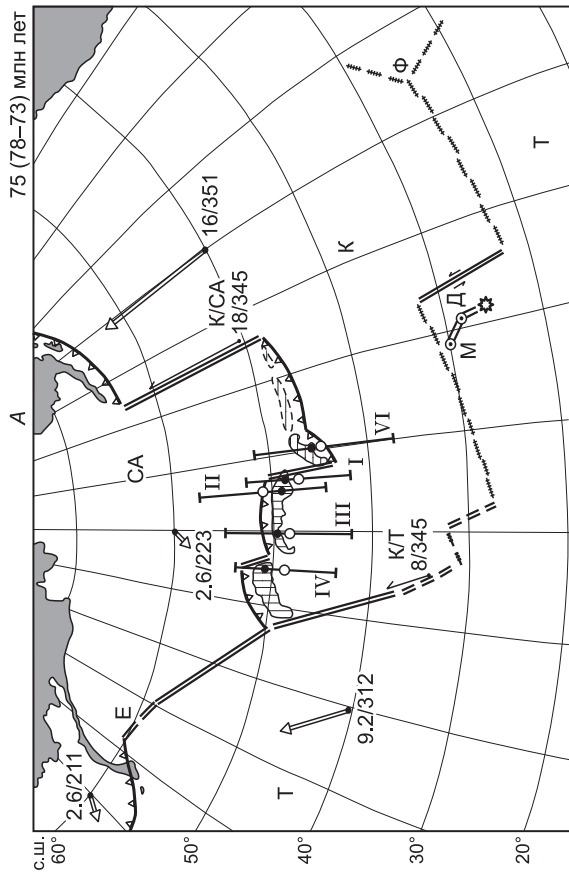 А
75 (78–73) млн лет
с.ш.
60°
50°
40°
30°
20°
2.6/211
Е
СА
2.6/223
К/СА
18/345
16/351
К
Т
9.2/312
К/Т
8/345
IV
III
II
I
VI
М
Д
Ф
Т